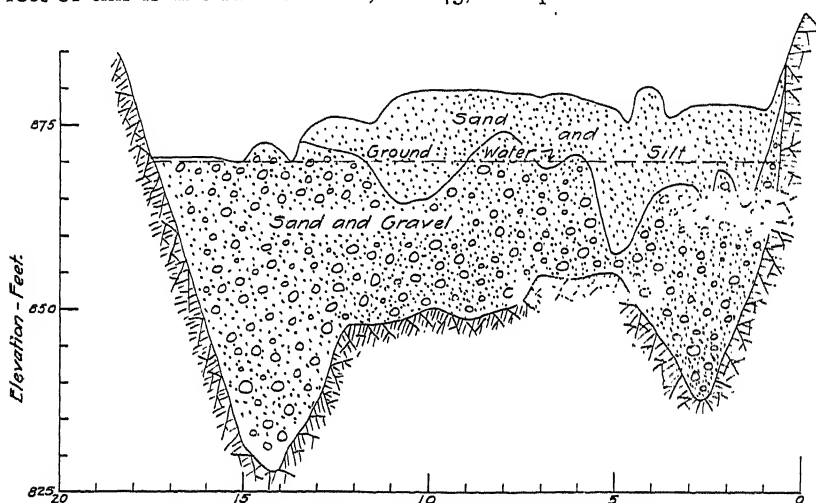 875
Sand
and
Ground Water
Silt
Sand and Gravel
850
Elevation - Feet.
825
20 15 10 5 0